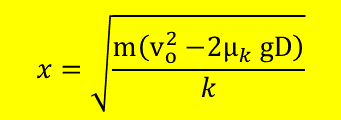 x = √(m(v₀² − 2μₖ gD) / k)